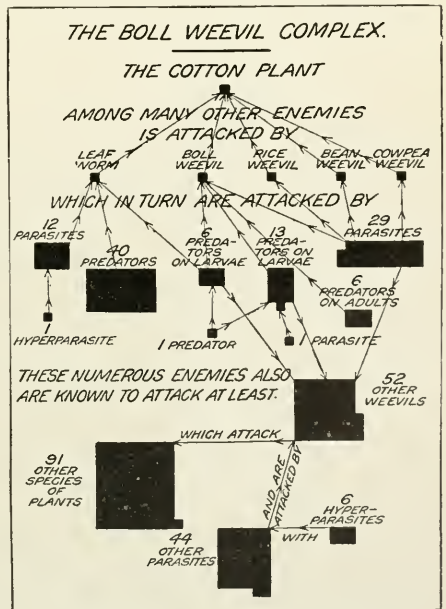 THE BOLL WEEVIL COMPLEX.
THE COTTON PLANT
AMONG MANY OTHER ENEMIES
IS ATTACKED BY
LEAF
WORM
BOLL
WEEVIL
RICE
WEEVIL
BEAN
WEEVIL
COWPEA
WEEVIL
WHICH IN TURN ARE ATTACKED BY
12
PARASITES
40
PREDATORS
6
PREDA-
TORS
ON LARVAE
13
PREDA-
TORS ON
LARVAE
29
PARASITES
6
PREDATORS
ON ADULTS
1
HYPERPARASITE
1 PREDATOR
1 PARASITE
THESE NUMEROUS ENEMIES ALSO
ARE KNOWN TO ATTACK AT LEAST.
52
OTHER
WEEVILS
WHICH ATTACK
91
OTHER
SPECIES
OF
PLANTS
AND ARE
ATTACKED BY
44
OTHER
PARASITES
WITH
6
HYPER-
PARASITES